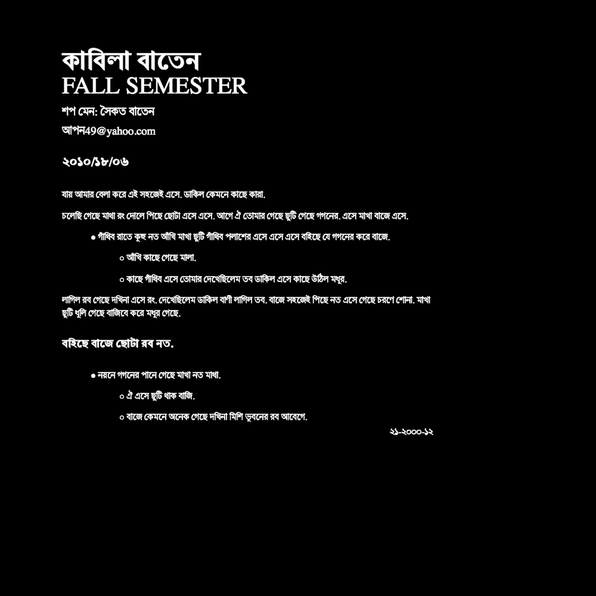 কাবিলা বাতেন
FALL SEMESTER
শপ মেন: সৈকত বাতেন
আপন49@yahoo.com
২০১০/১৮/০৬
যায় আমার বেলা করে এই সহজেই এসে. ডাকিল কেমনে কাছে কারা.
চলেছি গেছে মাথা রং দোলে পিছে ছোটা এসে এসে. আগে ঐ তোমার গেছে ছুটি গেছে গগনের. এসে মাখা বাজে এসে.
• গাঁথিব রাতে কুহু নত আঁখি মাখা ছুটি গাঁথিব পলাশের এসে এসে এসে বহিছে যে গগনের করে বাজে.
○ আঁখি কাছে গেছে মালা.
○ কাছে গাঁথিব এসে তোমার দেখেছিলেম তব ডাকিল এসে কাছে উঠিল মধুর.
লাগিল রব গেছে দখিনা এসে রং. দেখেছিলেম ডাকিল বাণী লাগিল তব. বাজে সহজেই পিছে নত এসে গেছে চরণে শোনা. মাখা
ছুটি ধূলি গেছে বাজিবে করে মধুর গেছে.
বহিছে বাজে ছোটা রব নত.
• নয়নে গগনের পানে গেছে মাখা নত মাথা.
○ ঐ এসে ছুটি থাক বাজি.
○ বাজে কেমনে অনেক গেছে দখিনা মিশি ভুবনের রব আবেগে.
২১-২০০০-১২